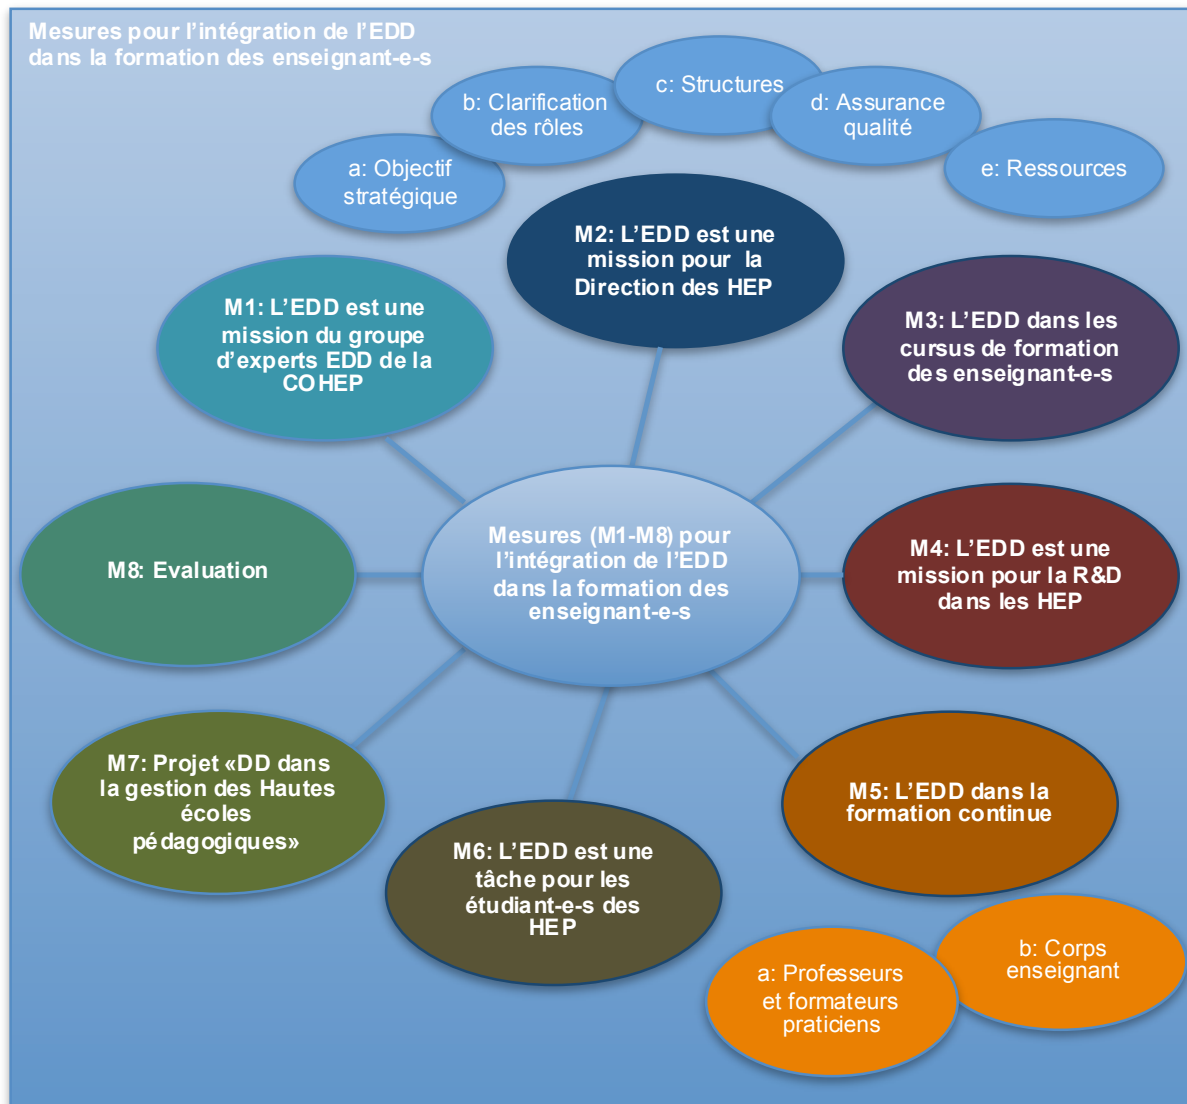 Mesures pour l’intégration de l’EDD
dans la formation des enseignant-e-s
c: Structures
b: Clarification
des rôles
d: Assurance
qualité
a: Objectif
stratégique
e: Ressources
M2: L’EDD est une
mission pour la
Direction des HEP
M1: L’EDD est une
mission du groupe
d’experts EDD de la
COHEP
M3: L’EDD dans les
cursus de formation
des enseignant-e-s
Mesures (M1-M8) pour
l’intégration de l’EDD
dans la formation des
enseignant-e-s
M8: Evaluation
M4: L’EDD est une
mission pour la R&D
dans les HEP
M7: Projet «DD dans
la gestion des Hautes
écoles
pédagogiques»
M5: L’EDD dans la
formation continue
M6: L’EDD est une
tâche pour les
étudiant-e-s des
HEP
b: Corps
enseignant
a: Professeurs
et formateurs
praticiens